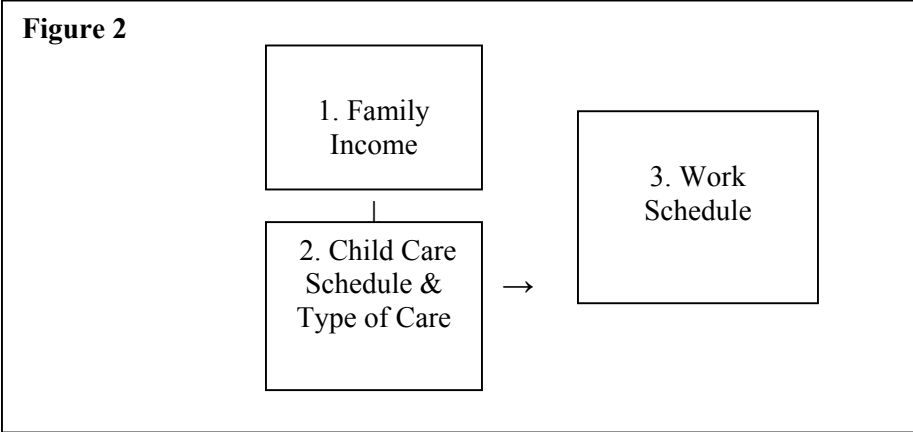 Figure 2
1. Family
Income
2. Child Care
Schedule &
Type of Care
→
3. Work
Schedule